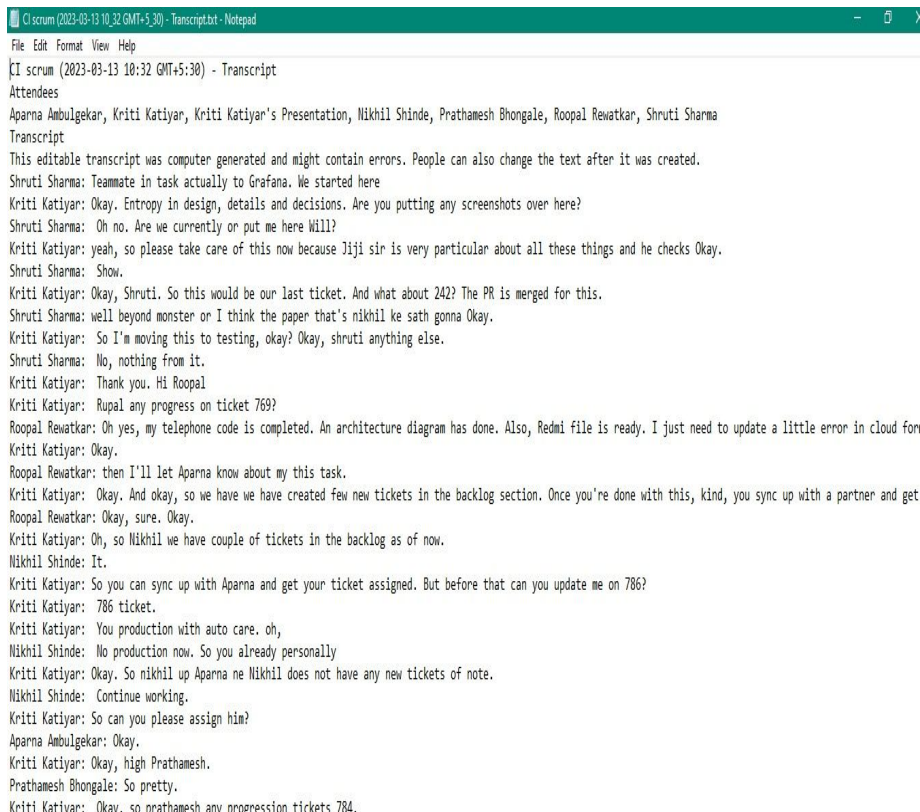 CI scrum (2023-03-13 10_32 GMT+5_30) - Transcript.txt - Notepad
File Edit Format View Help
CI scrum (2023-03-13 10:32 GMT+5:30) - Transcript
Attendees
Aparna Ambulgekar, Kriti Katiyar, Kriti Katiyar's Presentation, Nikhil Shinde, Prathamesh Bhongale, Roopal Rewatkar, Shruti Sharma
Transcript
This editable transcript was computer generated and might contain errors. People can also change the text after it was created.
Shruti Sharma: Teammate in task actually to Grafana. We started here
Kriti Katiyar: Okay. Entropy in design, details and decisions. Are you putting any screenshots over here?
Shruti Sharma: Oh no. Are we currently or put me here Will?
Kriti Katiyar: yeah, so please take care of this now because Jiji sir is very particular about all these things and he checks Okay.
Shruti Sharma: Show.
Kriti Katiyar: Okay, Shruti. So this would be our last ticket. And what about 242? The PR is merged for this.
Shruti Sharma: well beyond monster or I think the paper that's nikhil ke sath gonna Okay.
Kriti Katiyar: So I'm moving this to testing, okay? Okay, shruti anything else.
Shruti Sharma: No, nothing from it.
Kriti Katiyar: Thank you. Hi Roopal
Kriti Katiyar: Rupal any progress on ticket 769?
Roopal Rewatkar: Oh yes, my telephone code is completed. An architecture diagram has done. Also, Redmi file is ready. I just need to update a little error in cloud for
Kriti Katiyar: Okay.
Roopal Rewatkar: then I'll let Aparna know about my this task.
Kriti Katiyar: Okay. And okay, so we have we have created few new tickets in the backlog section. Once you're done with this, kind, you sync up with a partner and get
Roopal Rewatkar: Okay, sure. Okay.
Kriti Katiyar: Oh, so Nikhil we have couple of tickets in the backlog as of now.
Nikhil Shinde: It.
Kriti Katiyar: So you can sync up with Aparna and get your ticket assigned. But before that can you update me on 786?
Kriti Katiyar: 786 ticket.
Kriti Katiyar: You production with auto care. oh,
Nikhil Shinde: No production now. So you already personally
Kriti Katiyar: Okay. So nikhil up Aparna ne Nikhil does not have any new tickets of note.
Nikhil Shinde: Continue working.
Kriti Katiyar: So can you please assign him?
Aparna Ambulgekar: Okay.
Kriti Katiyar: Okay, high Prathamesh.
Prathamesh Bhongale: So pretty.
Kriti Katiyar: Okay, so prathamesh any progression tickets 784.